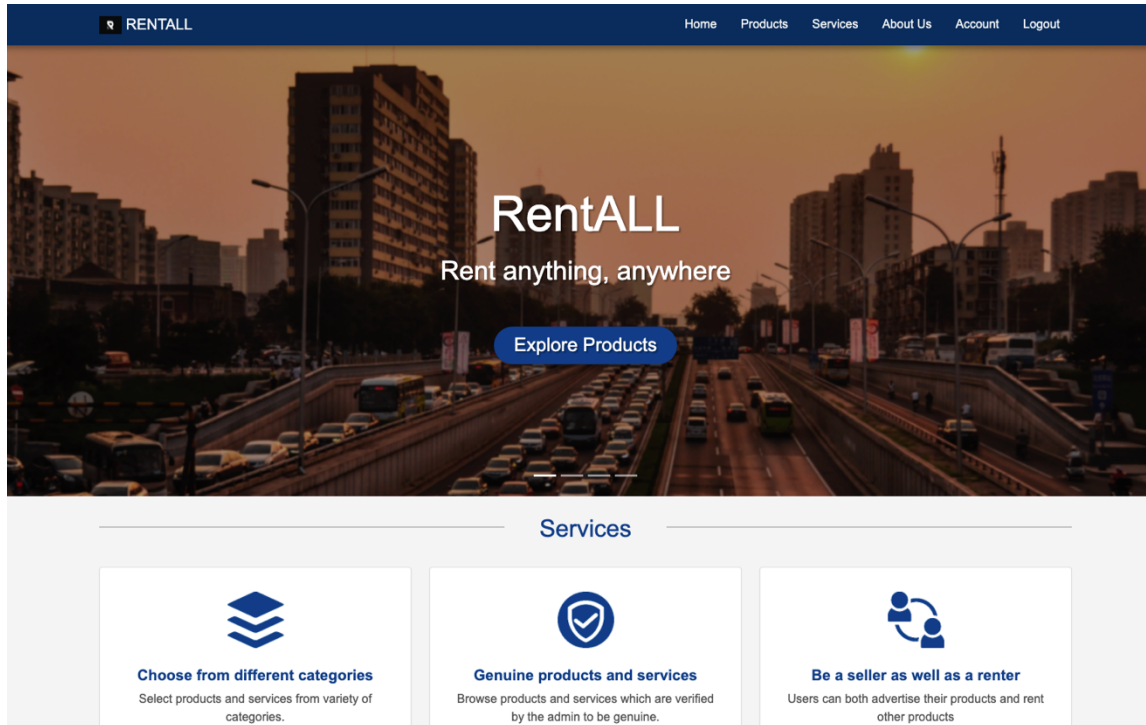 RENTALL
Home Products Services About Us Account Logout
RentALL
Rent anything, anywhere
Explore Products
Services
Choose from different categories
Select products and services from variety of
categories.
Genuine products and services
Browse products and services which are verified
by the admin to be genuine.
Be a seller as well as a renter
Users can both advertise their products and rent
other products